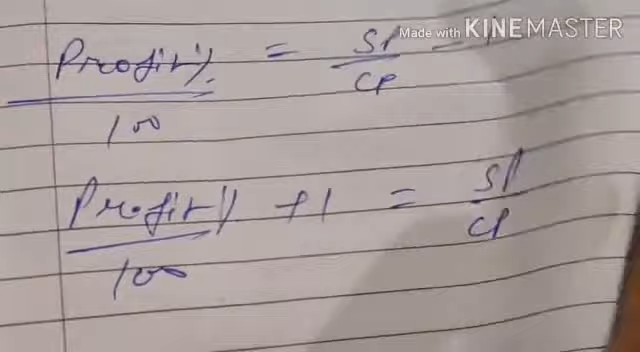 Made with KINEMASTER
Profit% = SP
100 CP
Profit% +1 = SP
100 CP